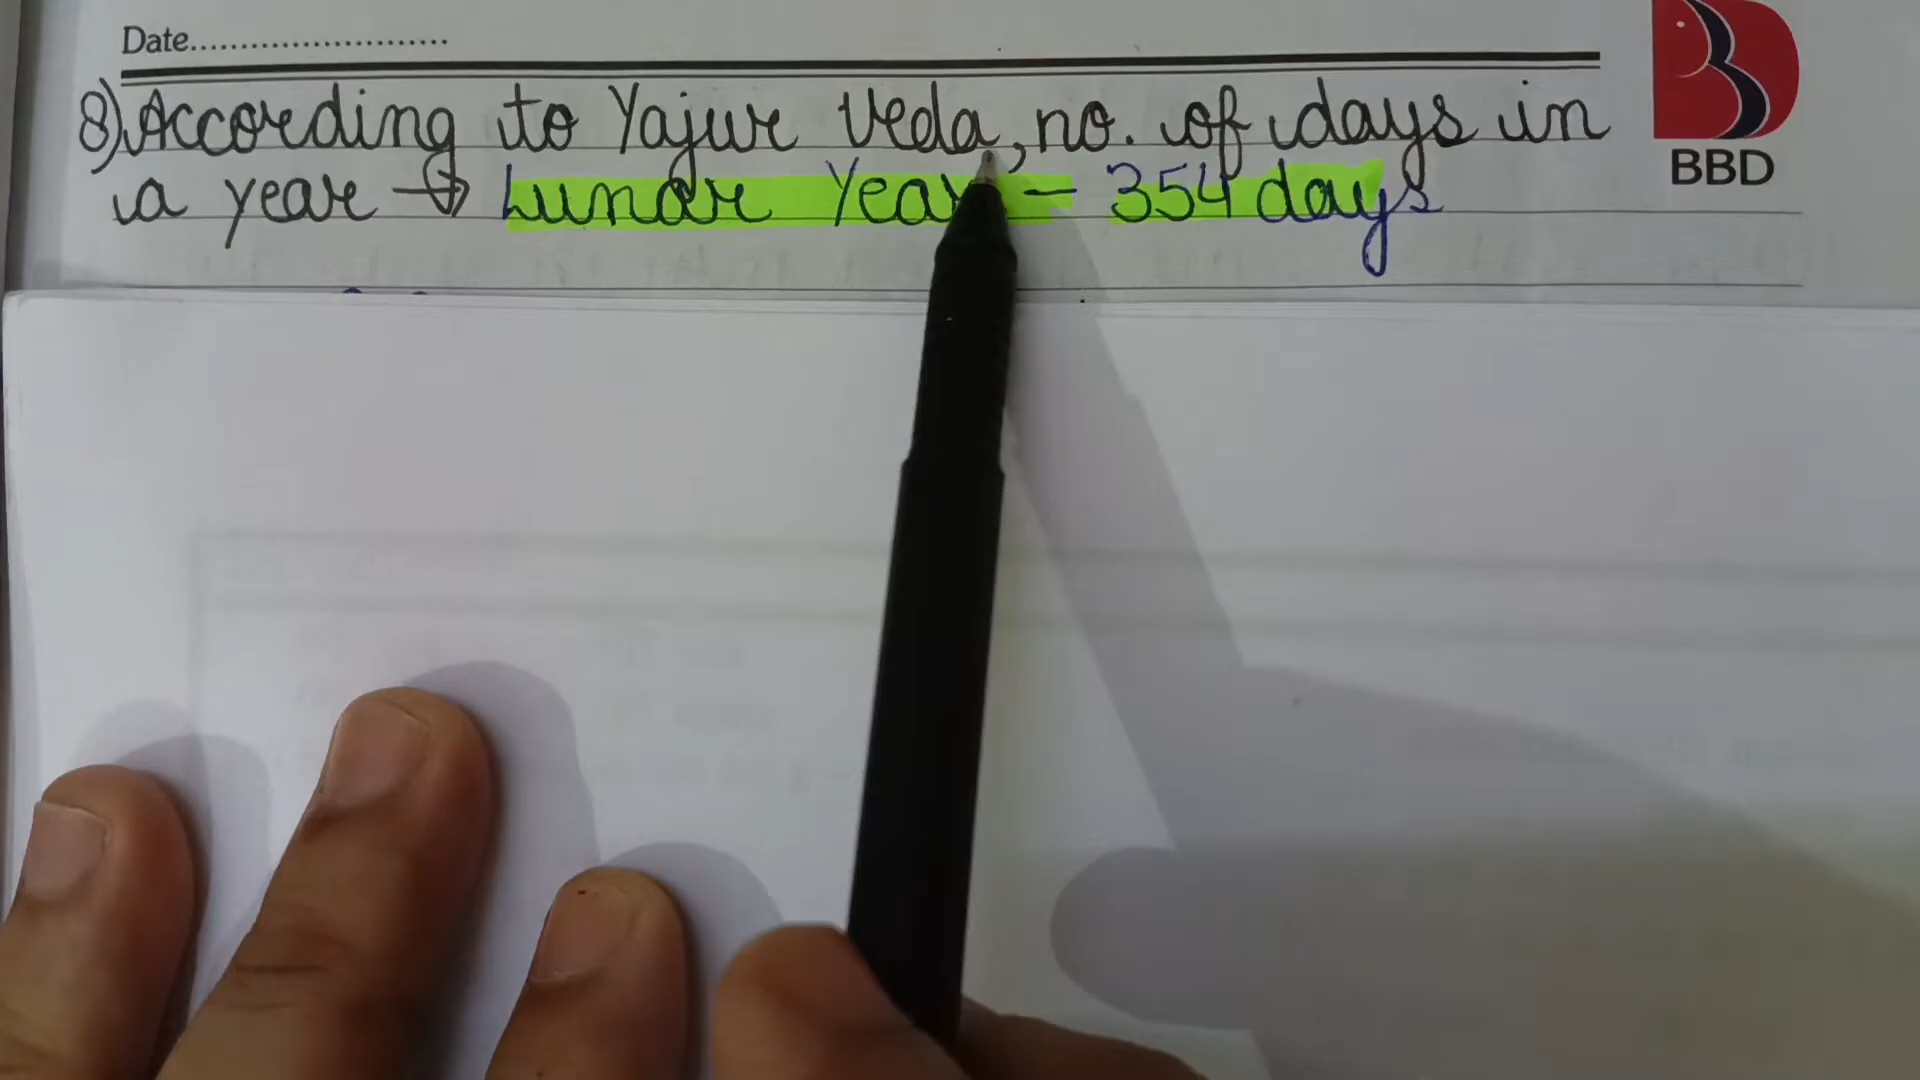 Date........................
8) According to Yajur Veda, no. of days in
a year → Lunar Year - 354 days
BBD